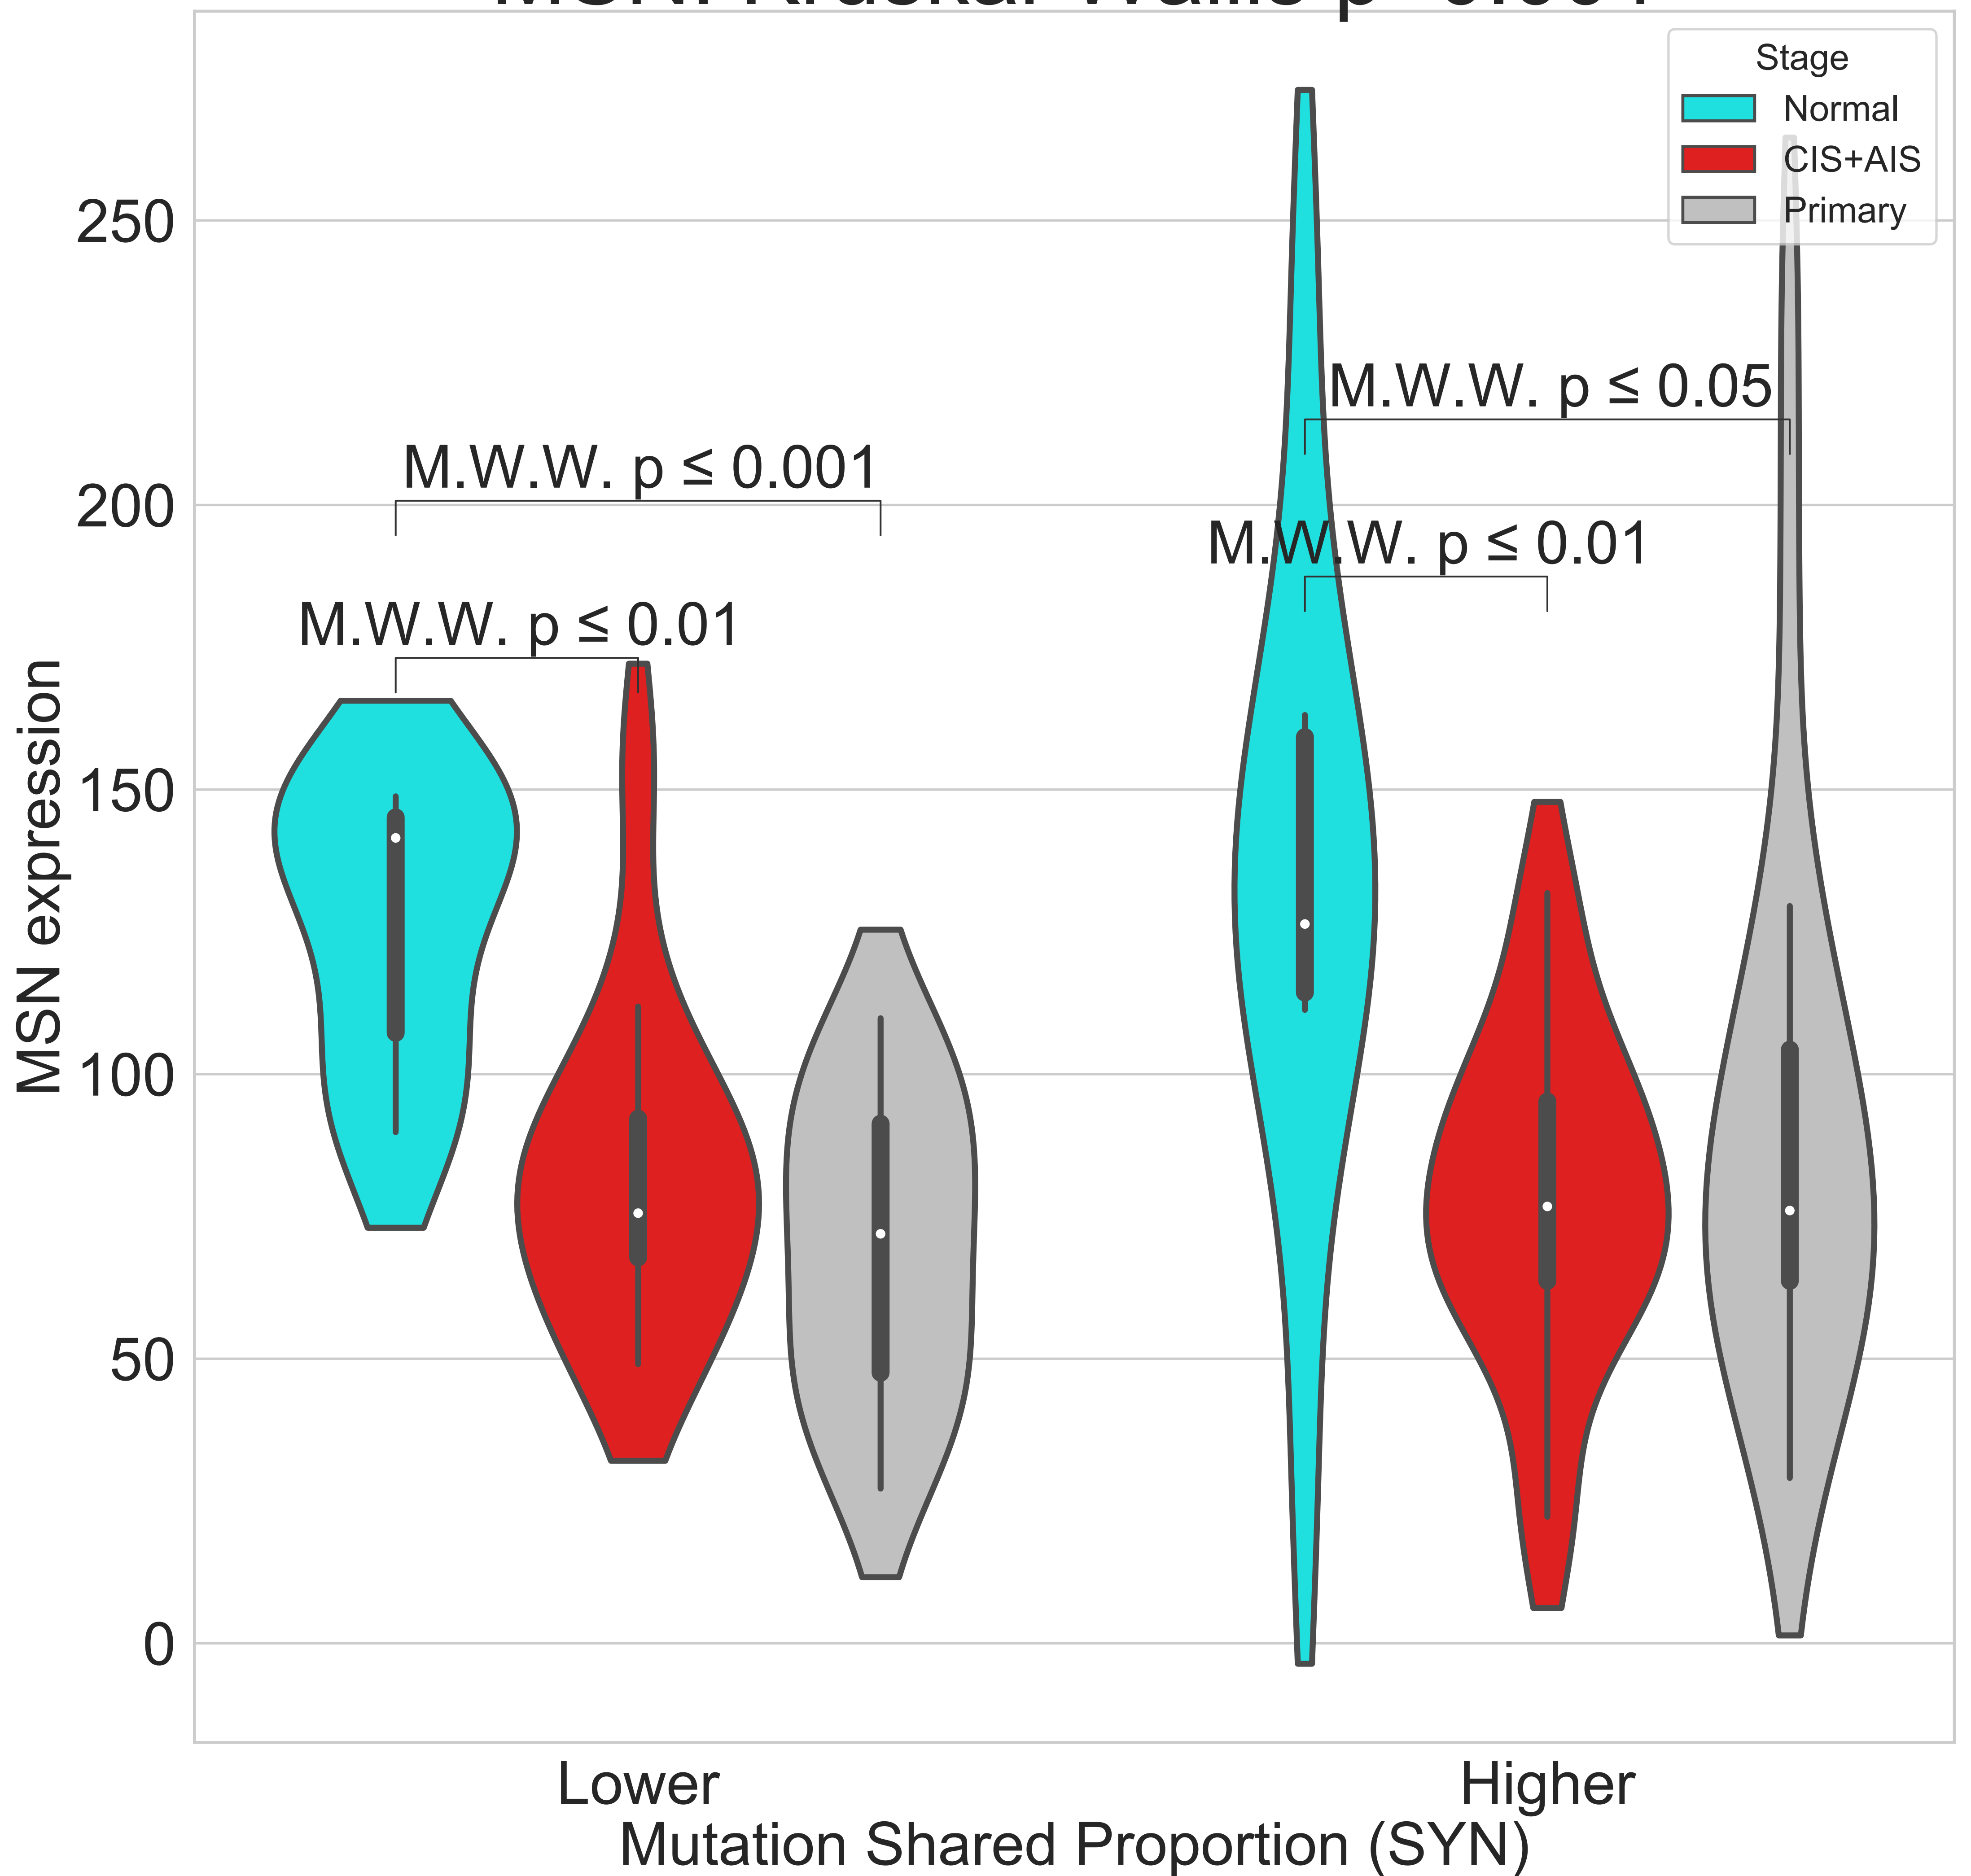 Stage
Normal
CIS+AIS
Primary
250
200
150
100
50
0
MSN expression
M.W.W. p ≤ 0.05
M.W.W. p ≤ 0.001
M.W.W. p ≤ 0.01
M.W.W. p ≤ 0.01
Lower
Higher
Mutation Shared Proportion (SYN)